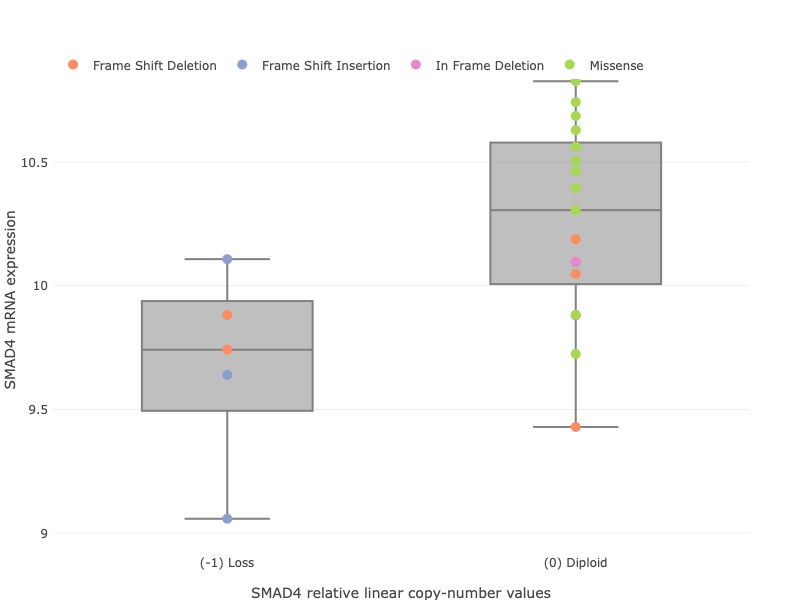 Frame Shift Deletion Frame Shift Insertion In Frame Deletion Missense
10.5
10
9.5
9
SMAD4 mRNA expression
(-1) Loss (0) Diploid
SMAD4 relative linear copy-number values